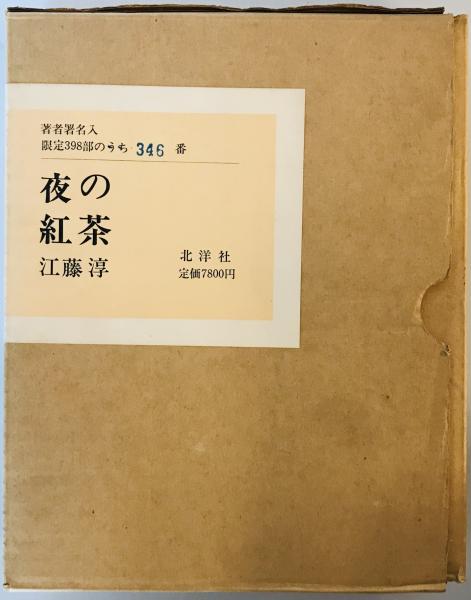 著者署名入
限定398部のうち 346 番
夜の
紅茶
江藤淳
北洋社
定価7800円